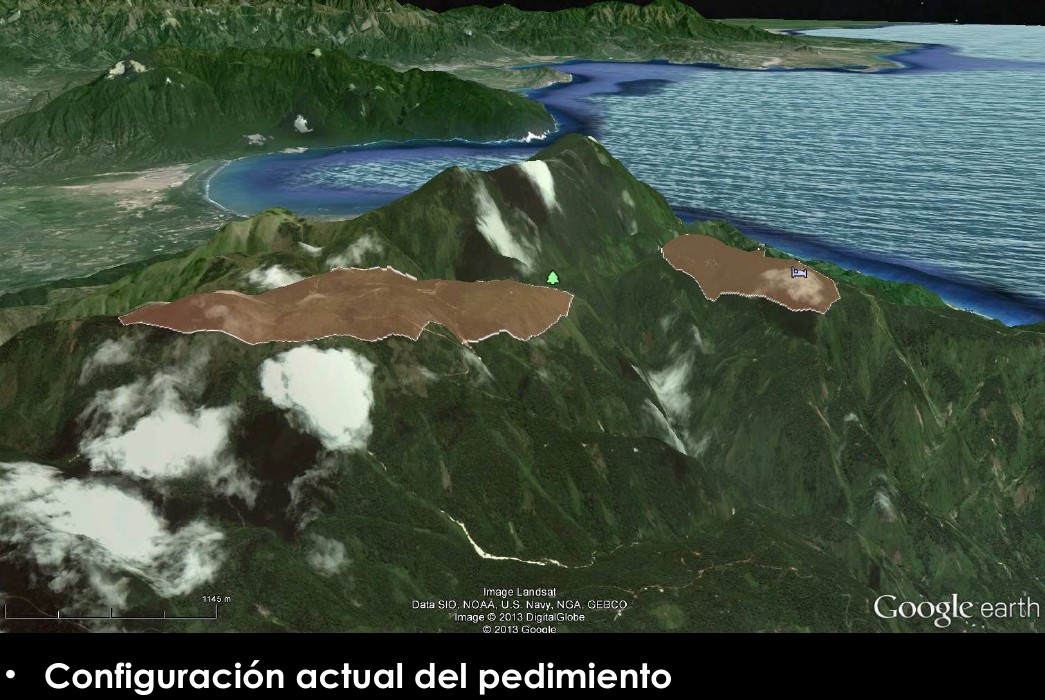 1145 m
Image Landsat
Data SIO, NOAA, U.S. Navy, NGA, GEBCO
Image © 2013 DigitalGlobe
© 2013 Google
Google earth
• Configuración actual del pedimiento